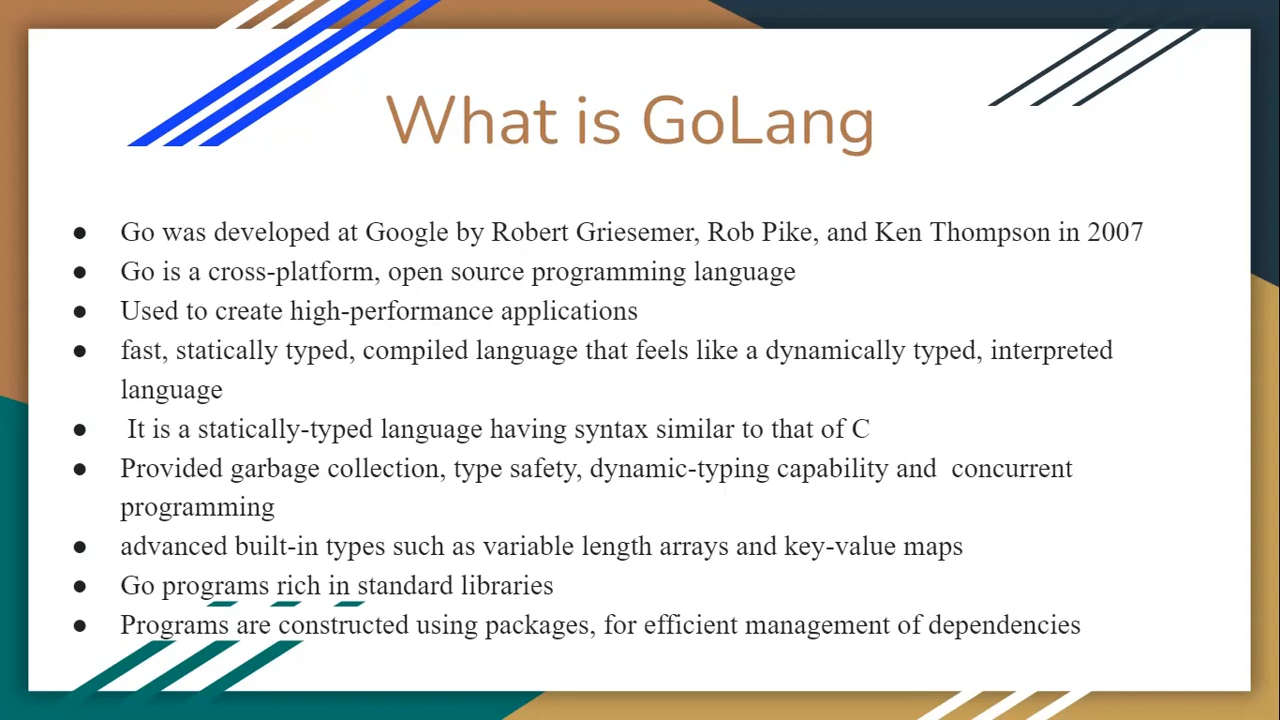 What is GoLang
● Go was developed at Google by Robert Griesemer, Rob Pike, and Ken Thompson in 2007
● Go is a cross-platform, open source programming language
● Used to create high-performance applications
● fast, statically typed, compiled language that feels like a dynamically typed, interpreted
language
● It is a statically-typed language having syntax similar to that of C
● Provided garbage collection, type safety, dynamic-typing capability and  concurrent
programming
● advanced built-in types such as variable length arrays and key-value maps
● Go programs rich in standard libraries
● Programs are constructed using packages, for efficient management of dependencies